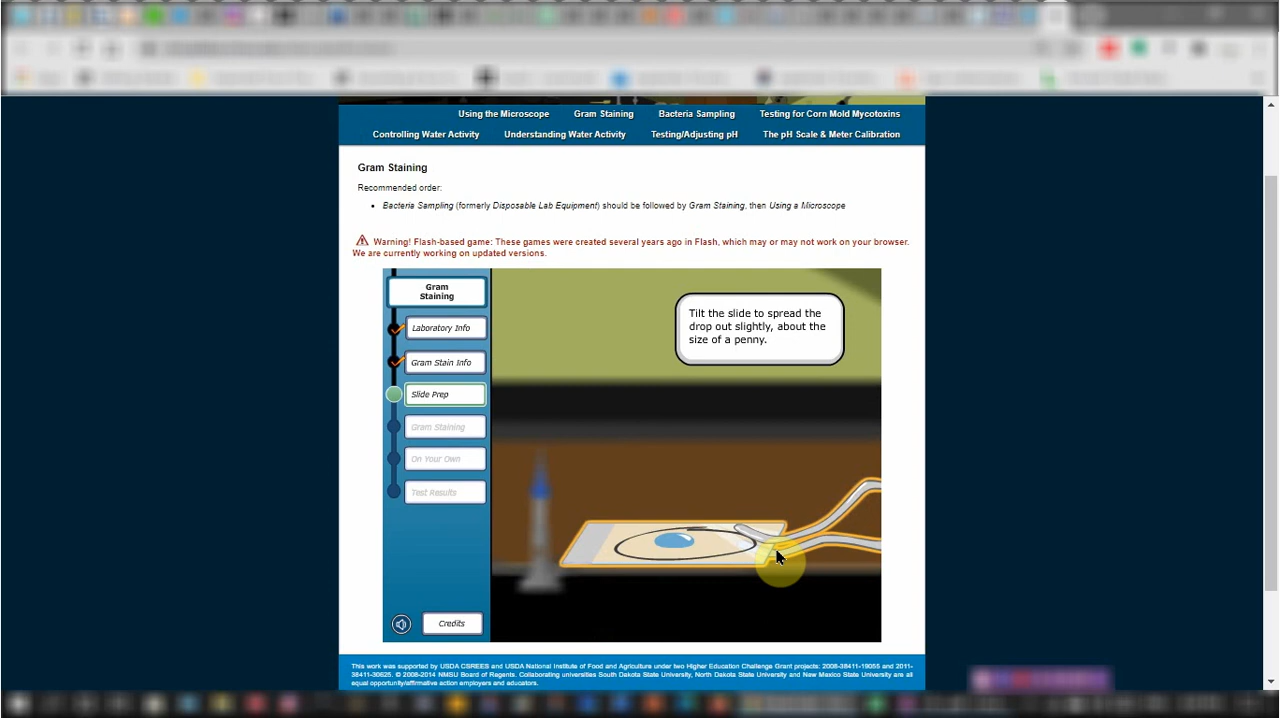 Using the Microscope Gram Staining Bacteria Sampling Testing for Corn Mold Mycotoxins
Controlling Water Activity Understanding Water Activity Testing/Adjusting pH The pH Scale & Meter Calibration
Gram Staining
Recommended order:
• Bacteria Sampling (formerly Disposable Lab Equipment) should be followed by Gram Staining, then Using a Microscope
Warning! Flash-based game: These games were created several years ago in Flash, which may or may not work on your browser.
We are currently working on updated versions.
Gram
Staining
Laboratory Info
Gram Stain Info
Slide Prep
Gram Staining
On Your Own
Test Results
Credits
Tilt the slide to spread the
drop out slightly, about the
size of a penny.
This work was supported by USDA CSREES and USDA National Institute of Food and Agriculture under two Higher Education Challenge Grant projects: 2008-38411-19055 and 2011-
38411-30625. © 2008-2014 NMSU Board of Regents. Collaborating universities South Dakota State University, North Dakota State University and New Mexico State University are all
equal opportunity/affirmative action employers and educators.